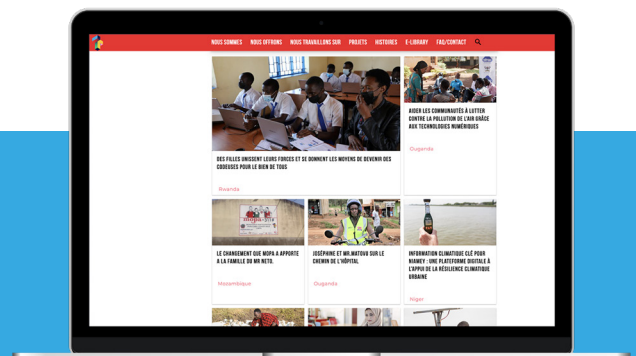 NOUS SOMMES NOUS OFFRONS NOUS TRAVAILLONS SUR PROJETS HISTOIRES E-LIBRARY FAQ/CONTACT
DES FILLES UNISSENT LEURS FORCES ET SE DONNENT LES MOYENS DE DEVENIR DES
CODEUSES POUR LE BIEN DE TOUS
Rwanda
AIDER LES COMMUNAUTÉS À LUTTER
CONTRE LA POLLUTION DE L'AIR GRÂCE
AUX TECHNOLOGIES NUMÉRIQUES
Ouganda
LE CHANGEMENT QUE MOPA A APPORTE
A LA FAMILLE DU MR NETO.
Mozambique
JOSÉPHINE ET MR.MATOVU SUR LE
CHEMIN DE L'HÔPITAL
Ouganda
INFORMATION CLIMATIQUE CLÉ POUR
NIAMEY : UNE PLATEFORME DIGITALE À
L'APPUI DE LA RÉSILIENCE CLIMATIQUE
URBAINE
Niger